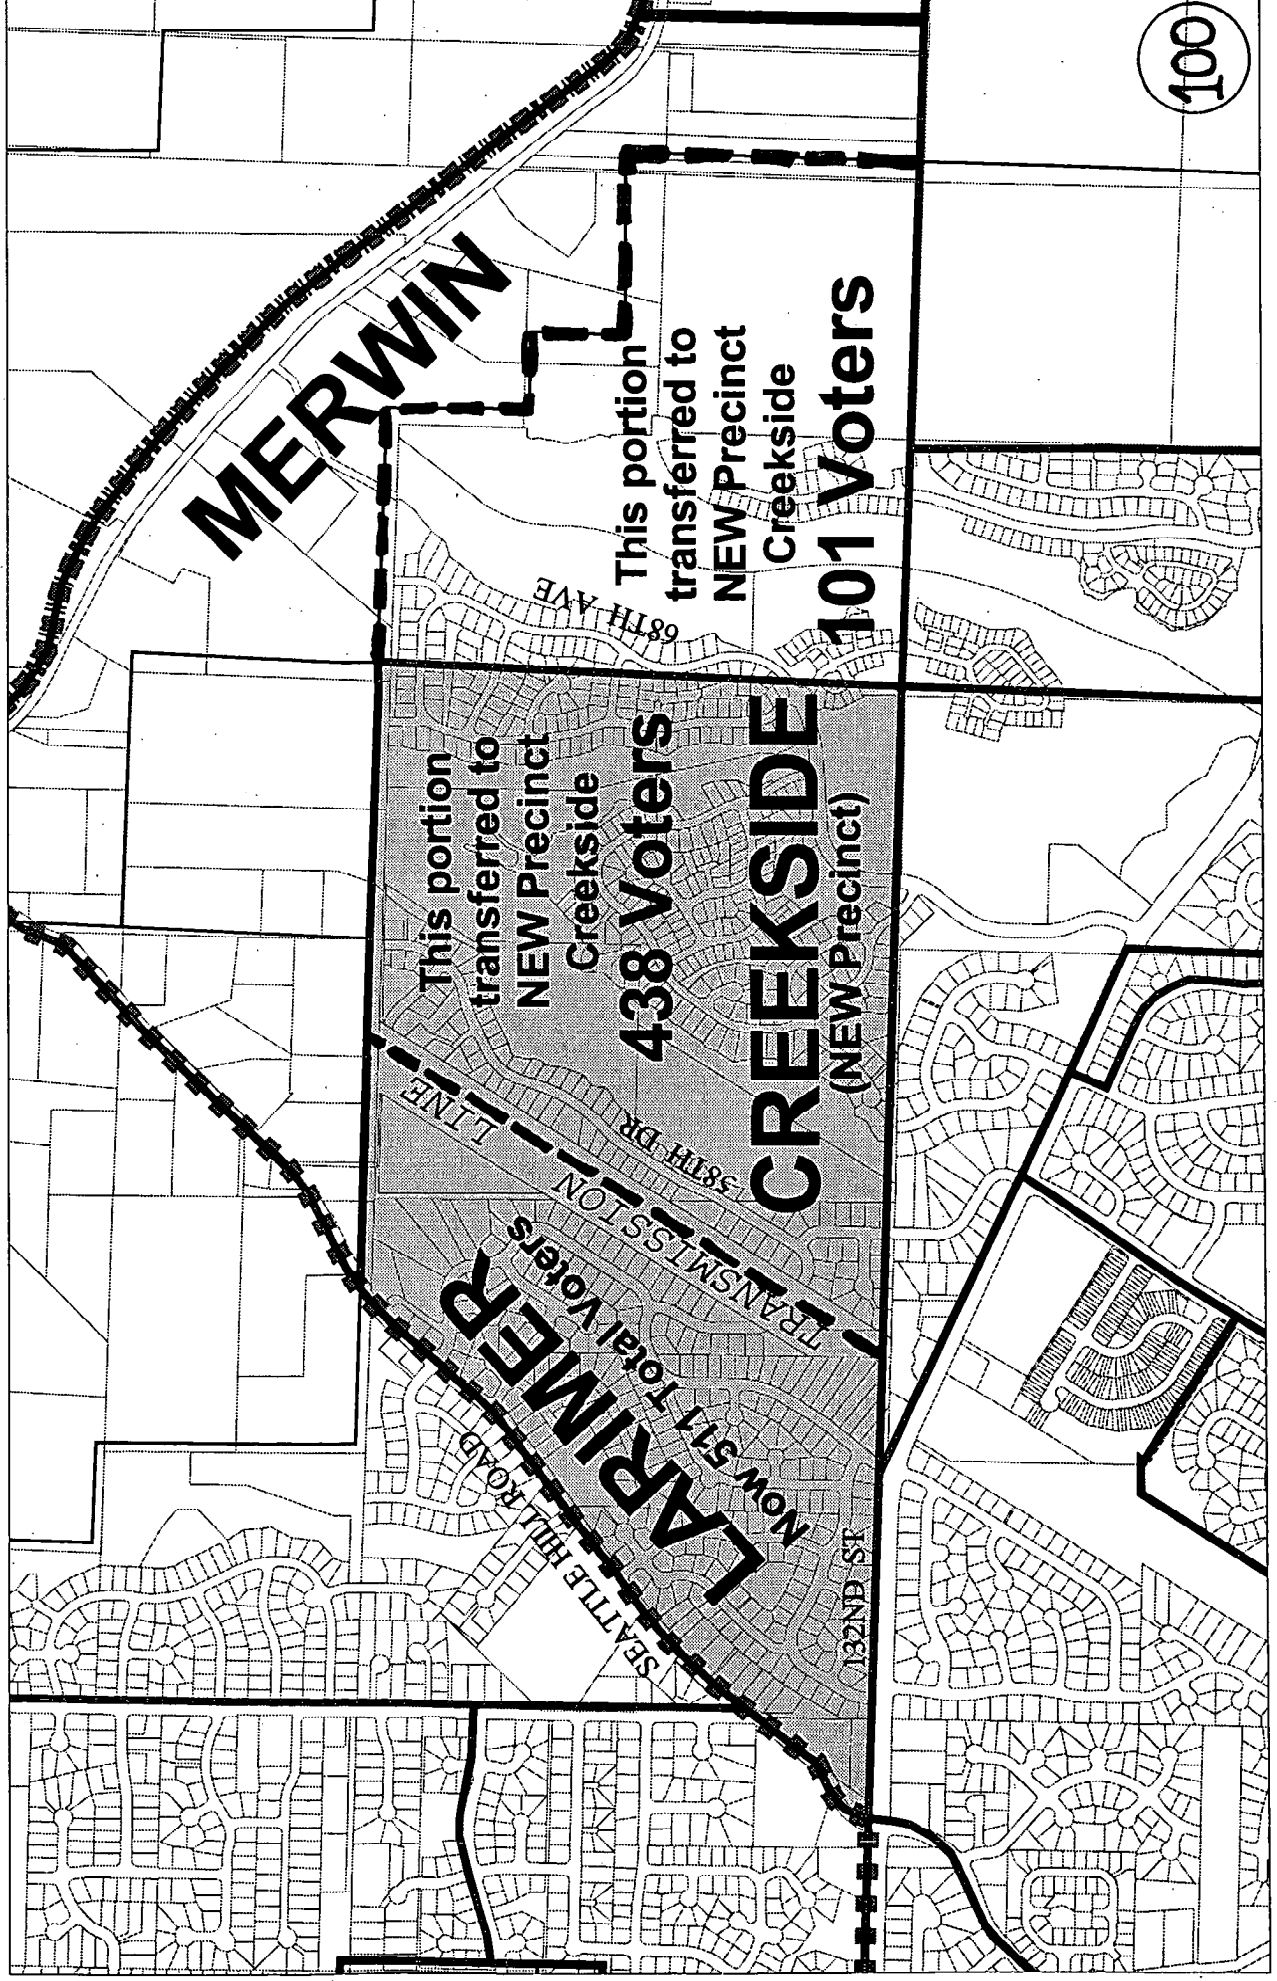 100
MERWIN
This portion
transferred to
NEW Precinct
Creekside
101 Voters
68TH AVE
This portion
transferred to
NEW Precinct
Creekside
438 Voters
CREEKSIDE
(NEW Precinct)
58TH DR
TRANSMISSION LINE
LARIMER
Now 511 Total Voters
SEATTLE HILL ROAD
132ND ST